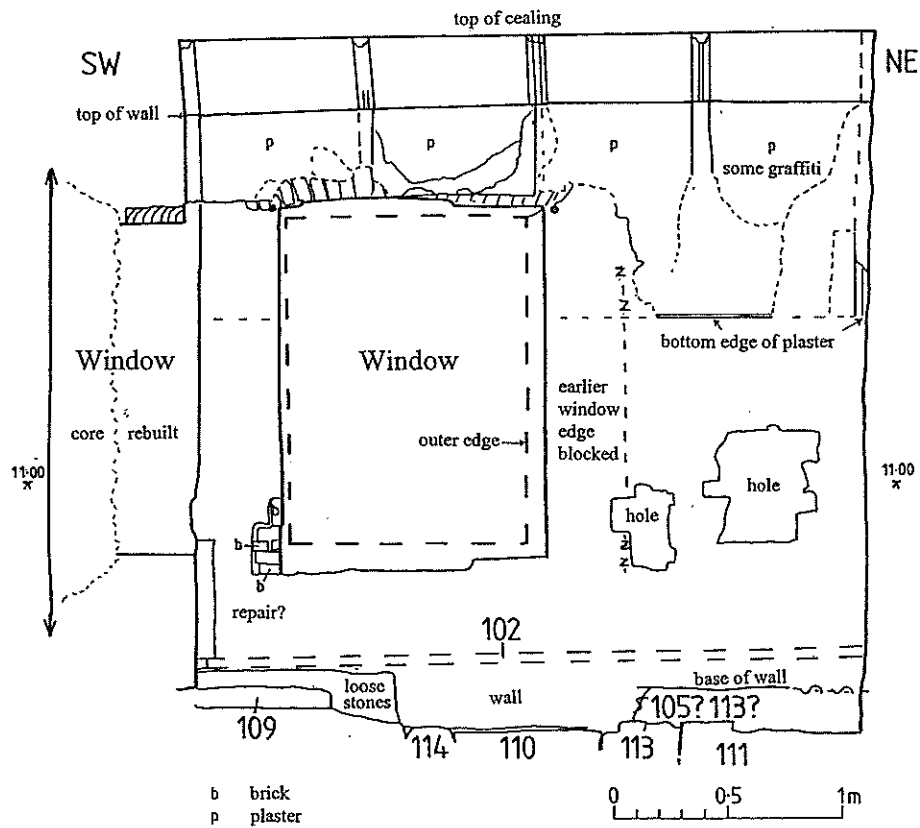 top of cealing
SW
NE
top of wall
p
p
p
p
some graffiti
z
z
bottom edge of plaster
Window
Window
core rebuilt
earlier
window
edge
blocked
outer edge
11·00
11·00
hole
hole
b
b
b
z
z
repair?
102
base of wall
loose
stones
wall
105? 113?
109
114
110
113
111
b brick
p plaster
0 0·5 1m